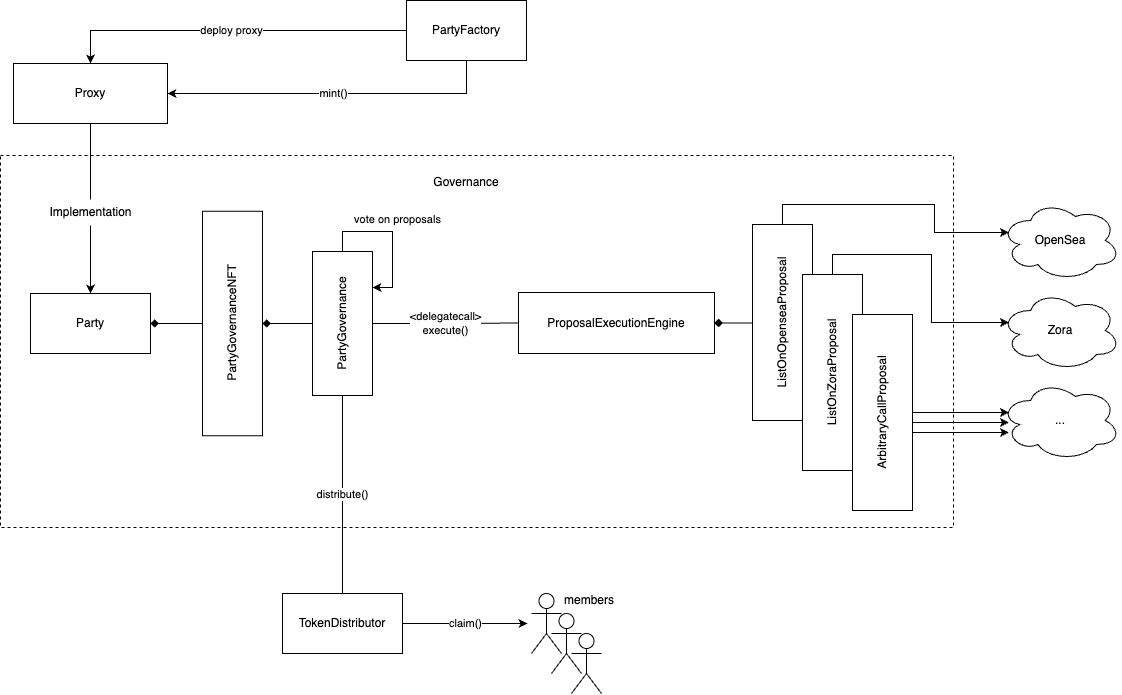 PartyFactory
deploy proxy
Proxy
mint()
Governance
Implementation
vote on proposals
OpenSea
Party
PartyGovernanceNFT
PartyGovernance
<delegatecall>
execute()
ProposalExecutionEngine
ListOnOpenseaProposal
ListOnZoraProposal
ArbitraryCallProposal
Zora
...
distribute()
TokenDistributor
claim()
members